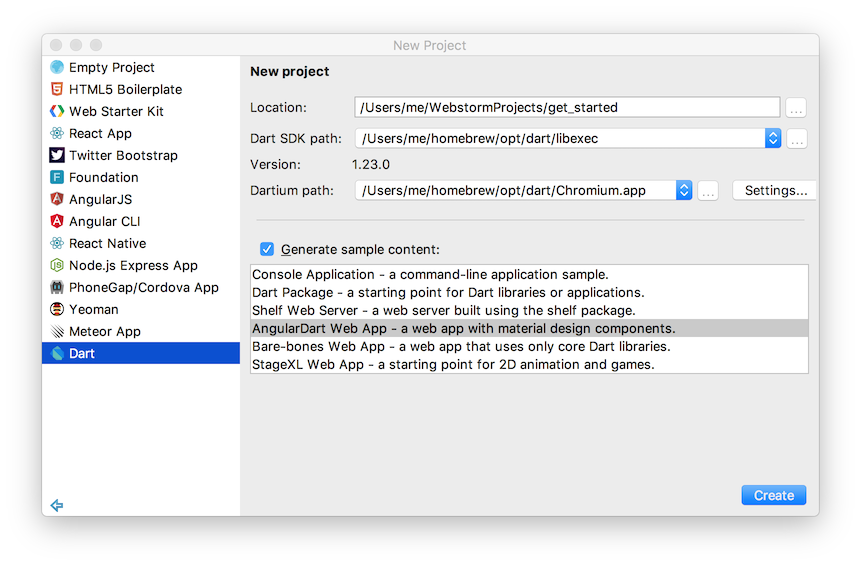 New Project
Empty Project
HTML5 Boilerplate
Web Starter Kit
React App
Twitter Bootstrap
Foundation
AngularJS
Angular CLI
React Native
Node.js Express App
PhoneGap/Cordova App
Yeoman
Meteor App
Dart
New project
Location: /Users/me/WebstormProjects/get_started ...
Dart SDK path: /Users/me/homebrew/opt/dart/libexec ...
Version: 1.23.0
Dartium path: /Users/me/homebrew/opt/dart/Chromium.app ... Settings...
Generate sample content:
Console Application - a command-line application sample.
Dart Package - a starting point for Dart libraries or applications.
Shelf Web Server - a web server built using the shelf package.
AngularDart Web App - a web app with material design components.
Bare-bones Web App - a web app that uses only core Dart libraries.
StageXL Web App - a starting point for 2D animation and games.
Create